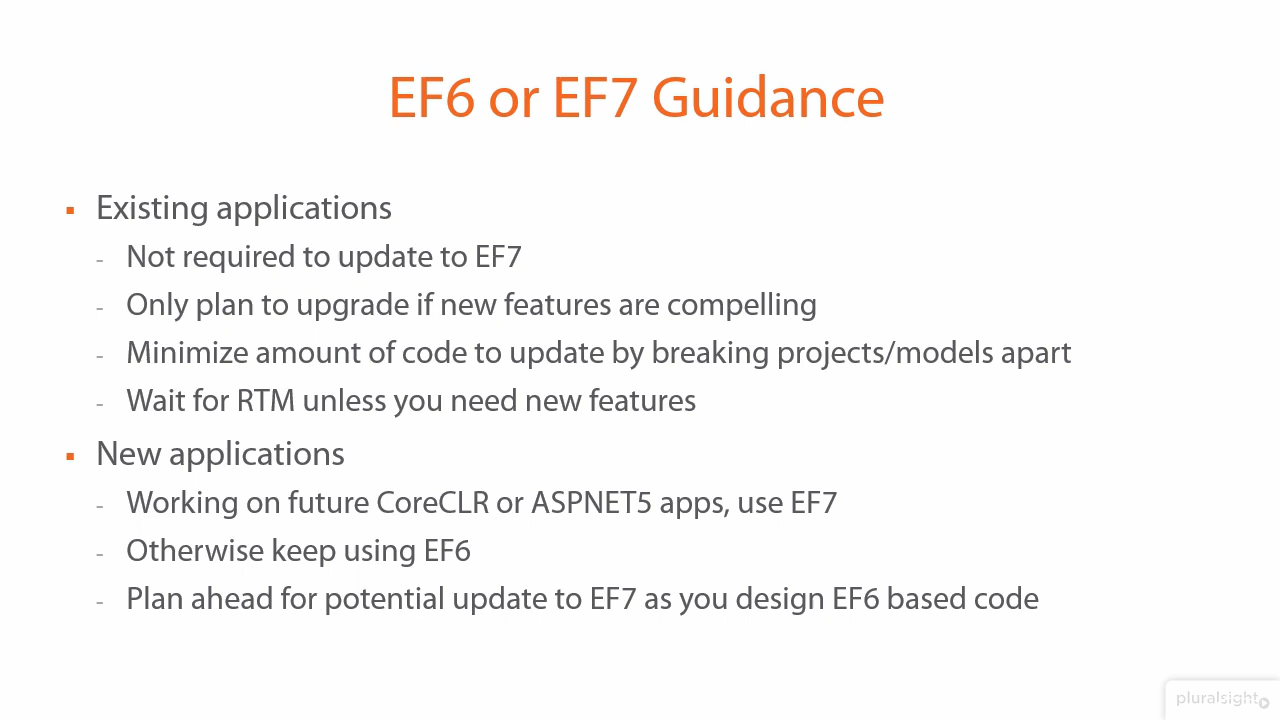 EF6 or EF7 Guidance
▪ Existing applications
- Not required to update to EF7
- Only plan to upgrade if new features are compelling
- Minimize amount of code to update by breaking projects/models apart
- Wait for RTM unless you need new features
▪ New applications
- Working on future CoreCLR or ASPNET5 apps, use EF7
- Otherwise keep using EF6
- Plan ahead for potential update to EF7 as you design EF6 based code
pluralsight